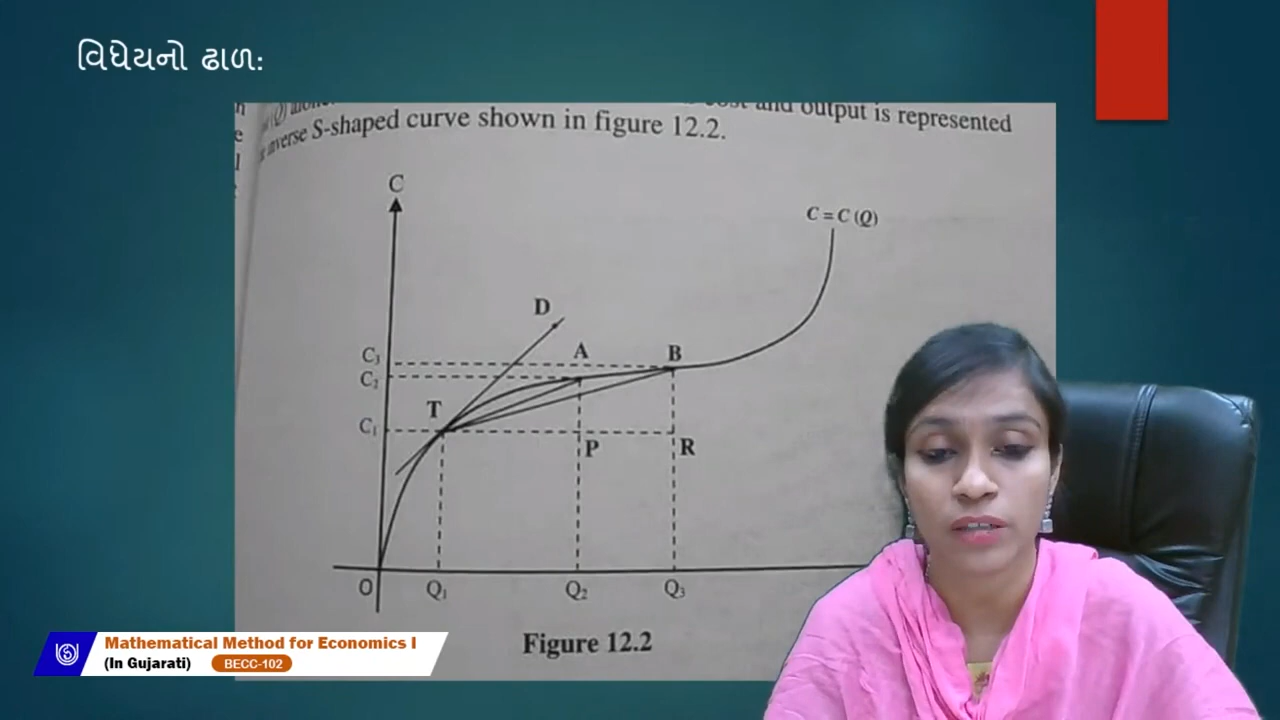 વિધેયનો ઢાળ:
and output is represented
inverse S-shaped curve shown in figure 12.2.
C
C = C (Q)
D
C₃
A
B
C₂
T
C₁
P
R
O
Q₁
Q₂
Q₃
Figure 12.2
Mathematical Method for Economics I
(In Gujarati)
BECC-102